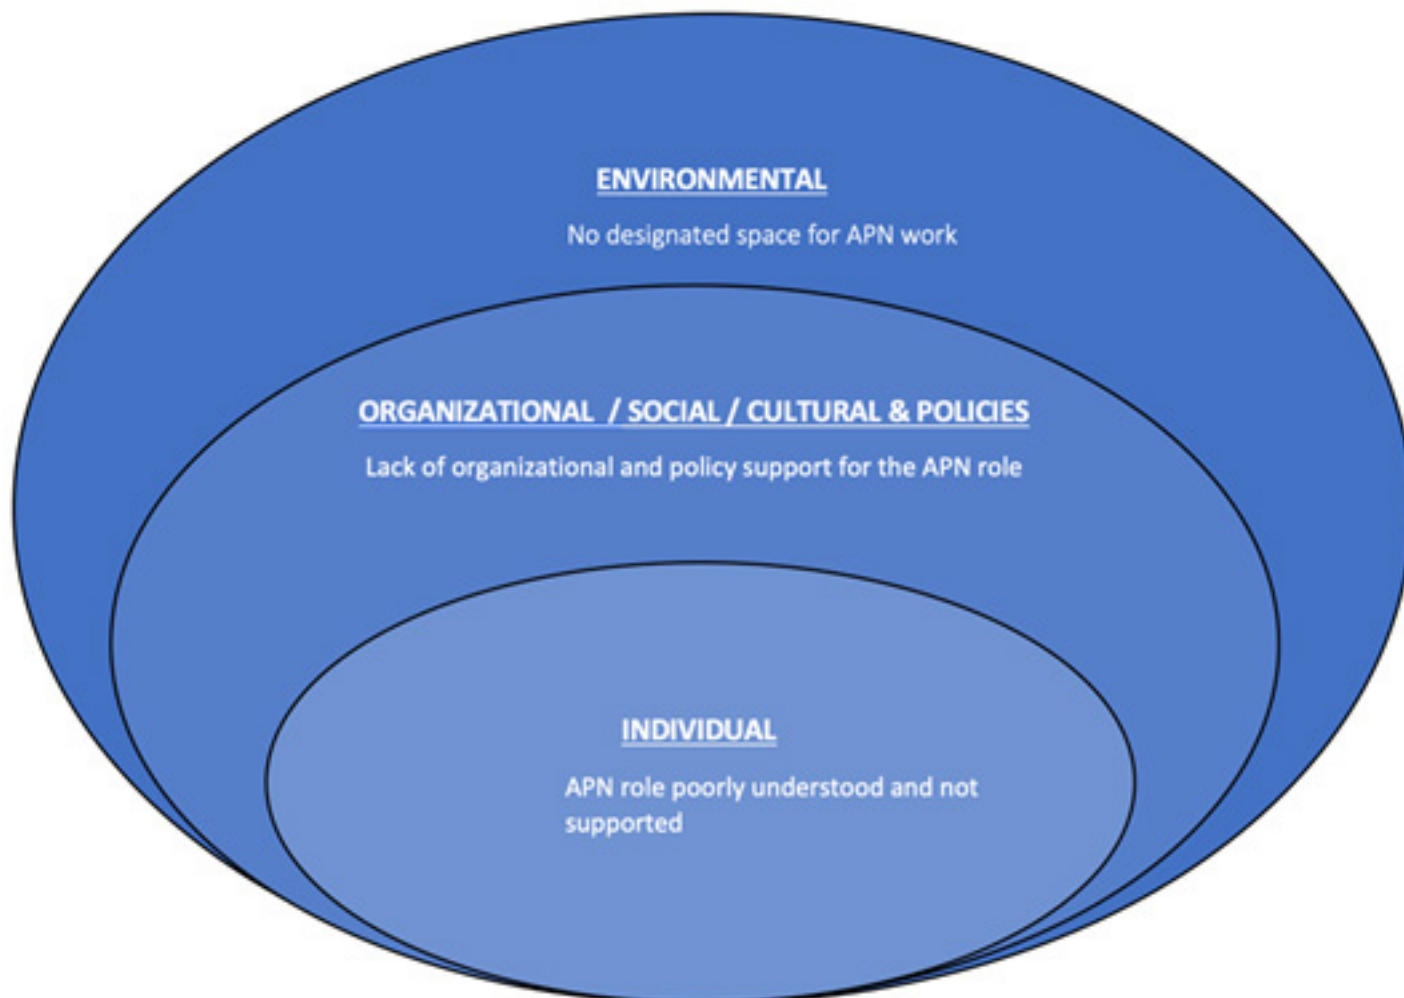 ENVIRONMENTAL
No designated space for APN work
ORGANIZATIONAL / SOCIAL / CULTURAL & POLICIES
Lack of organizational and policy support for the APN role
INDIVIDUAL
APN role poorly understood and not
supported